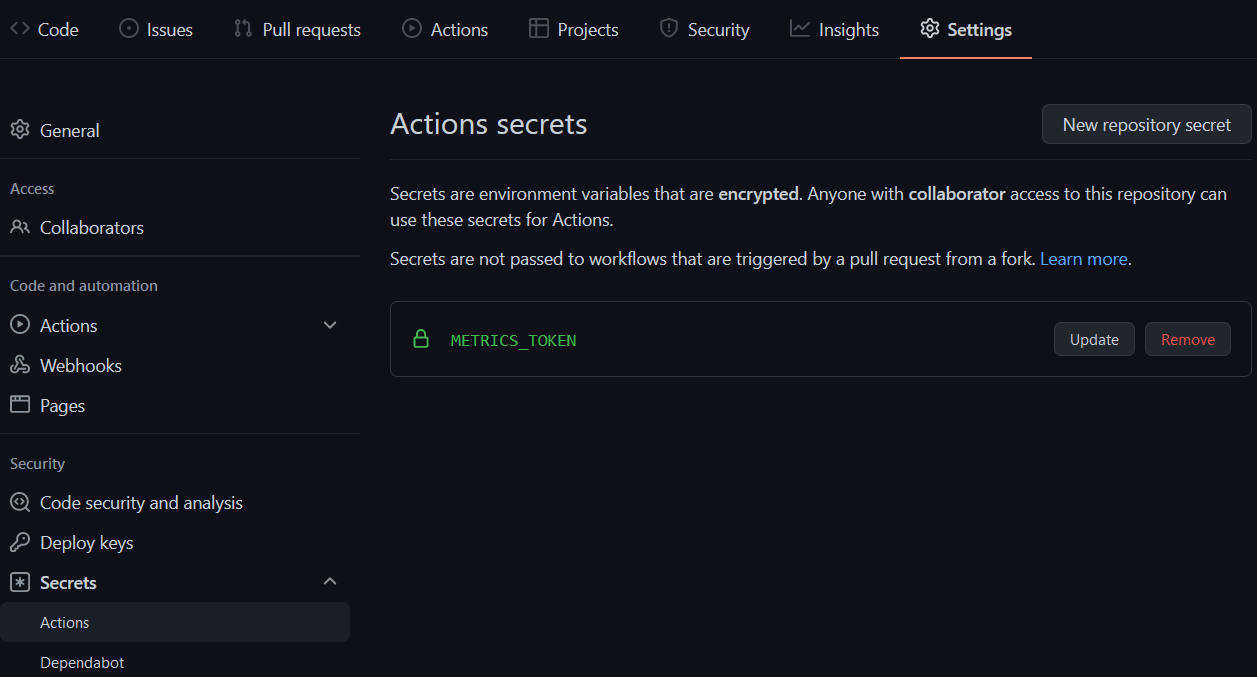 Code Issues Pull requests Actions Projects Security Insights Settings
General
Access
Collaborators
Code and automation
Actions
Webhooks
Pages
Security
Code security and analysis
Deploy keys
Secrets
Actions
Dependabot
Actions secrets
New repository secret
Secrets are environment variables that are encrypted. Anyone with collaborator access to this repository can
use these secrets for Actions.
Secrets are not passed to workflows that are triggered by a pull request from a fork. Learn more.
METRICS_TOKEN
Update Remove